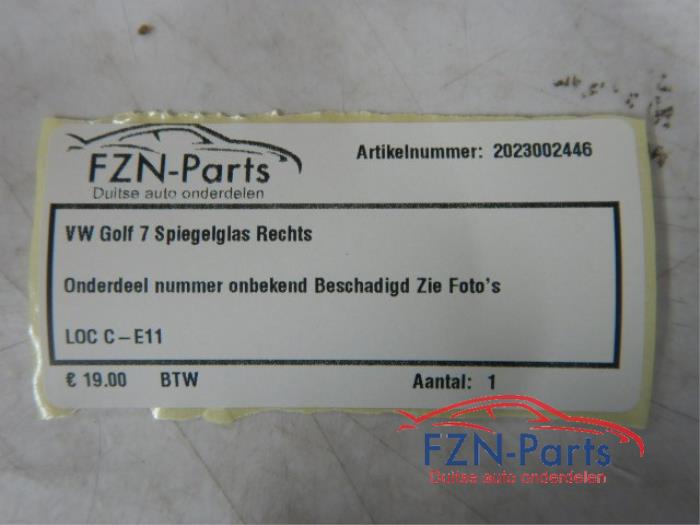 FZN-Parts
Duitse auto onderdelen
Artikelnummer: 2023002446
VW Golf 7 Spiegelglas Rechts
Onderdeel nummer onbekend Beschadigd Zie Foto's
LOC C-E11
€ 19.00 BTW Aantal: 1
FZN-Parts
Duitse auto onderdelen